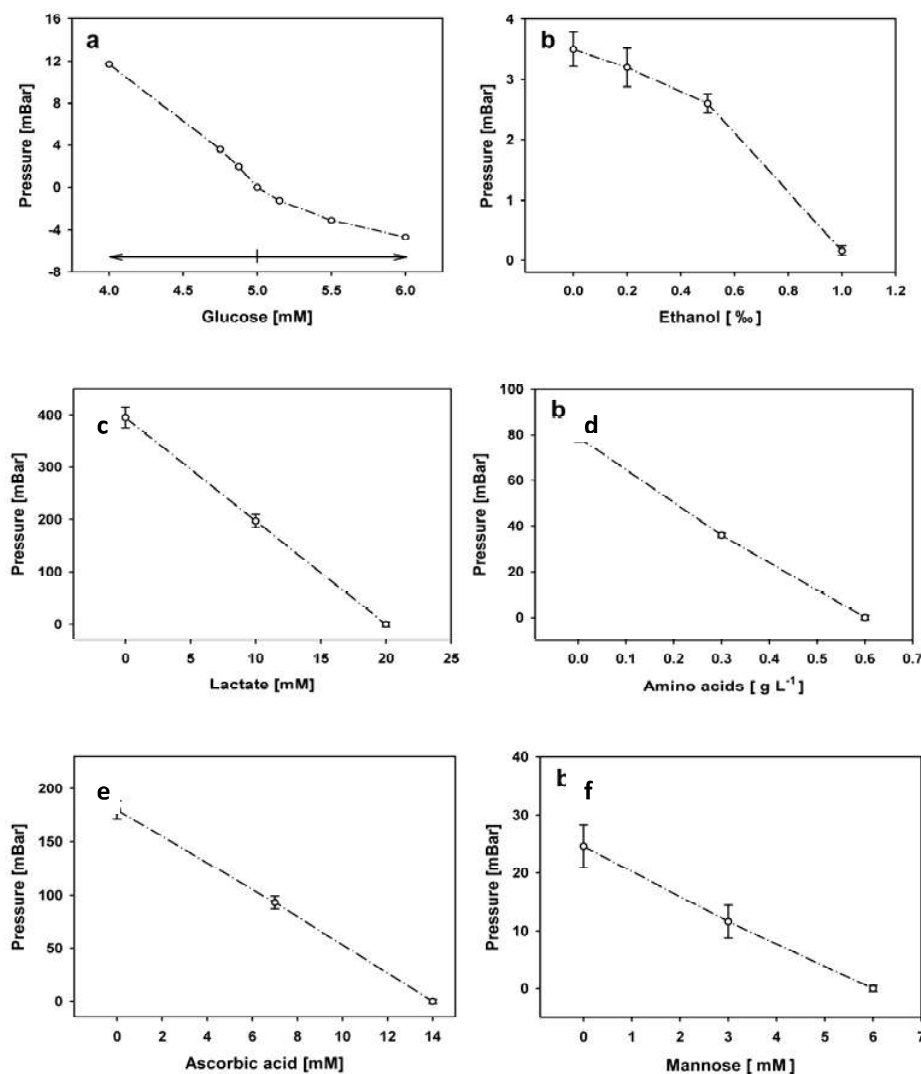 a
Pressure [mBar]
16
12
8
4
0
-4
-8
4.0 4.5 5.0 5.5 6.0
Glucose [mM]
b
Pressure [mBar]
4
3
2
1
0
0.0 0.2 0.4 0.6 0.8 1.0 1.2
Ethanol [ ‰ ]
c
Pressure [mBar]
400
300
200
100
0
0 5 10 15 20 25
Lactate [mM]
b d
Pressure [mBar]
100
80
60
40
20
0
0.0 0.1 0.2 0.3 0.4 0.5 0.6 0.7
Amino acids [ g L⁻¹ ]
e
Pressure [mBar]
200
150
100
50
0
0 2 4 6 8 10 12 14
Ascorbic acid [mM]
b f
Pressure [mBar]
40
30
20
10
0
0 1 2 3 4 5 6 7
Mannose [ mM]